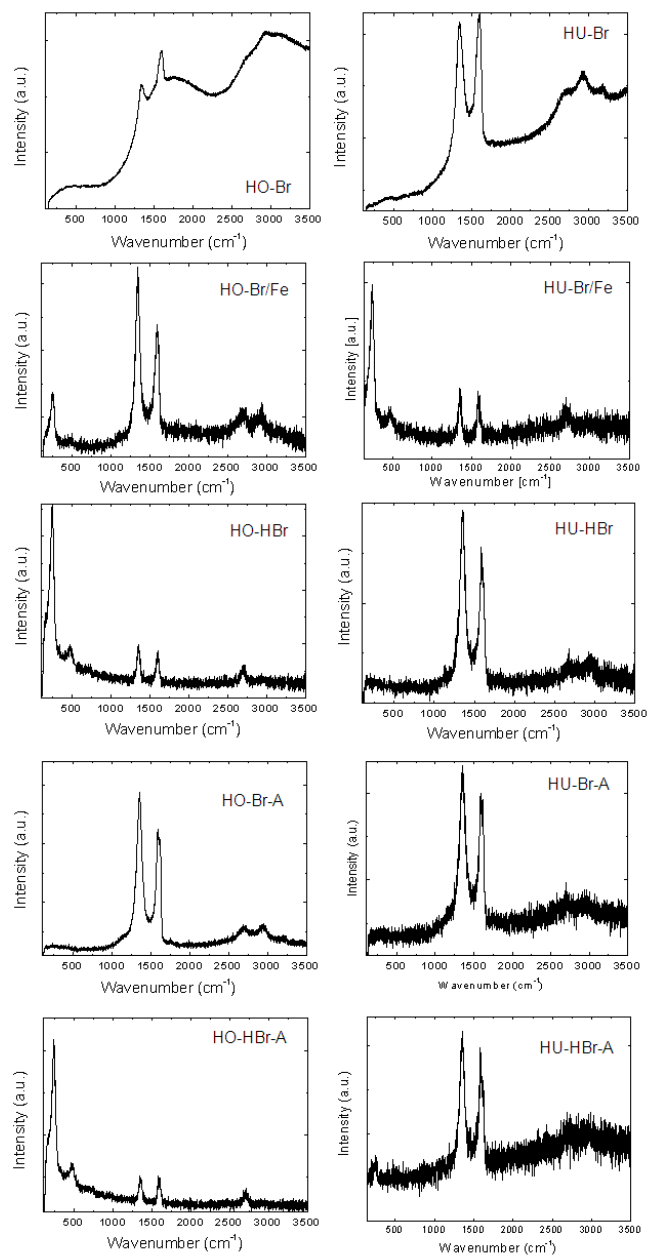 Intensity (a.u.)
HO-Br
500 1000 1500 2000 2500 3000 3500
Wavenumber (cm-1)
Intensity (a.u.)
HU-Br
500 1000 1500 2000 2500 3000 3500
Wavenumber (cm-1)
Intensity (a.u.)
HO-Br/Fe
500 1000 1500 2000 2500 3000 3500
Wavenumber (cm-1)
Intensity [a.u.]
HU-Br/Fe
500 1000 1500 2000 2500 3000 3500
Wavenumber [cm-1]
Intensity (a.u.)
HO-HBr
500 1000 1500 2000 2500 3000 3500
Wavenumber (cm-1)
Intensity (a.u.)
HU-HBr
500 1000 1500 2000 2500 3000 3500
Wavenumber (cm-1)
Intensity (a.u.)
HO-Br-A
500 1000 1500 2000 2500 3000 3500
Wavenumber (cm-1)
Intensity (a.u.)
HU-Br-A
500 1000 1500 2000 2500 3000 3500
Wavenumber (cm-1)
Intensity (a.u.)
HO-HBr-A
500 1000 1500 2000 2500 3000 3500
Wavenumber (cm-1)
Intensity (a.u.)
HU-HBr-A
500 1000 1500 2000 2500 3000 3500
Wavenumber (cm-1)